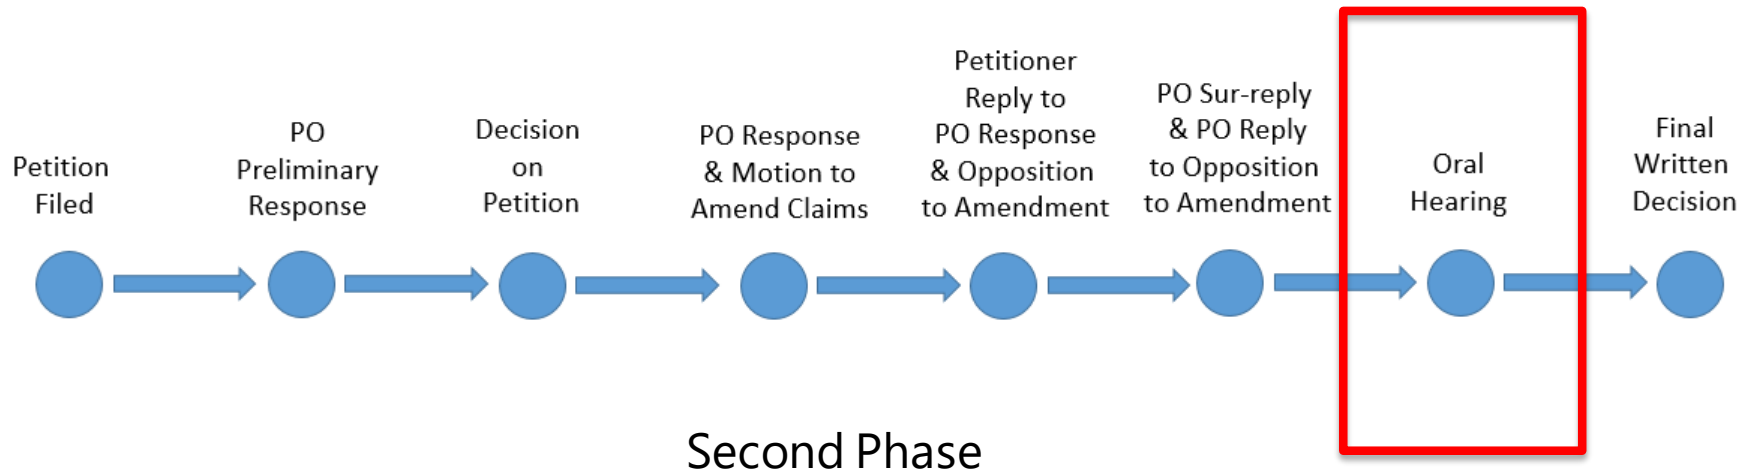 Petition
Filed
PO
Preliminary
Response
Decision
on
Petition
PO Response
& Motion to
Amend Claims
Petitioner
Reply to
PO Response
& Opposition
to Amendment
PO Sur-reply
& PO Reply
to Opposition
to Amendment
Oral
Hearing
Final
Written
Decision
Second Phase